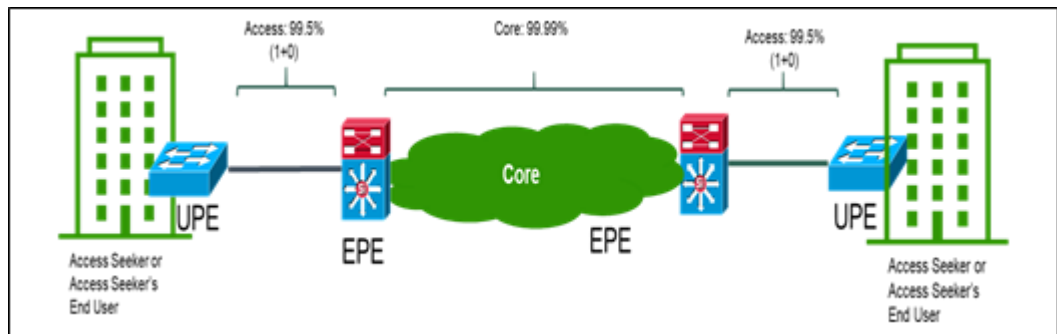 Access: 99.5%
(1+0)
Core: 99.99%
Access: 99.5%
(1+0)
Core
UPE
EPE
EPE
UPE
Access Seeker or
Access Seeker's
End User
Access Seeker or
Access Seeker's
End User